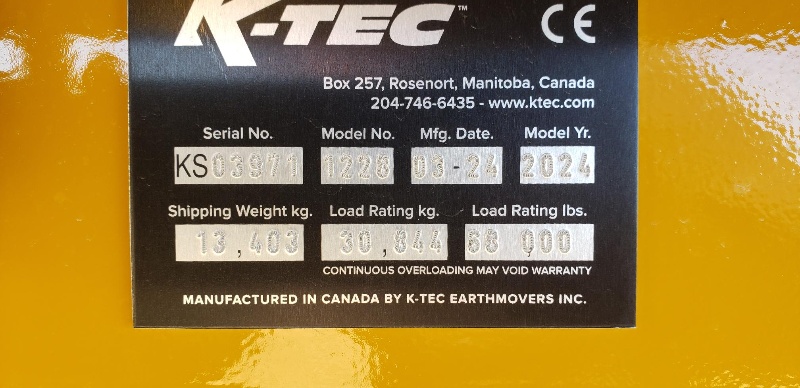 K-TEC™ CE
Box 257, Rosenort, Manitoba, Canada
204-746-6435 - www.ktec.com
Serial No. Model No. Mfg. Date. Model Yr.
KS03971 1228 03-24 2024
Shipping Weight kg. Load Rating kg. Load Rating lbs.
13,403 30,844 68,000
CONTINUOUS OVERLOADING MAY VOID WARRANTY
MANUFACTURED IN CANADA BY K-TEC EARTHMOVERS INC.